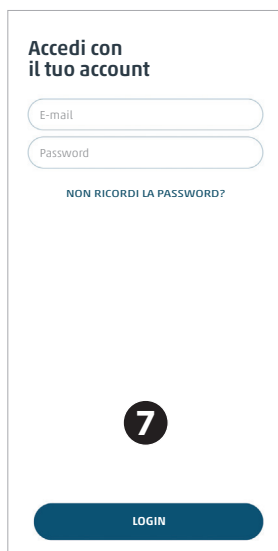 Accedi con
il tuo account
E-mail
Password
NON RICORDI LA PASSWORD?
7
LOGIN